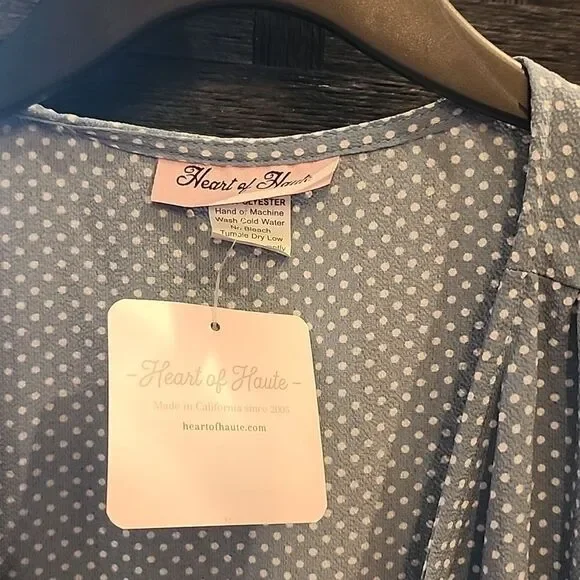 Heart of Haute
Hand or Machine
Wash Cold Water
No Bleach
Tumble Dry Low
-Heart of Haute-
Made in California since 2005
heartofhaute.com